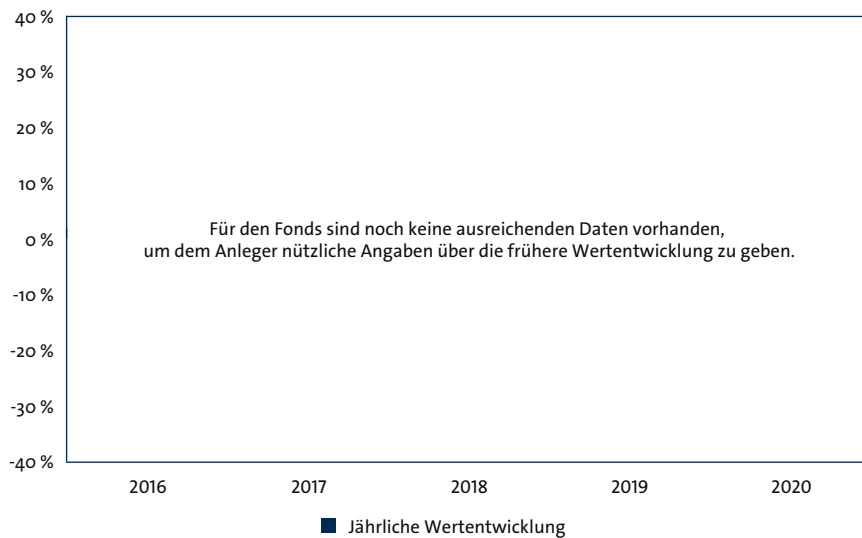 40 %
30 %
20 %
10 %
0 %
-10 %
-20 %
-30 %
-40 %
Für den Fonds sind noch keine ausreichenden Daten vorhanden,
um dem Anleger nützliche Angaben über die frühere Wertentwicklung zu geben.
2016 2017 2018 2019 2020
Jährliche Wertentwicklung